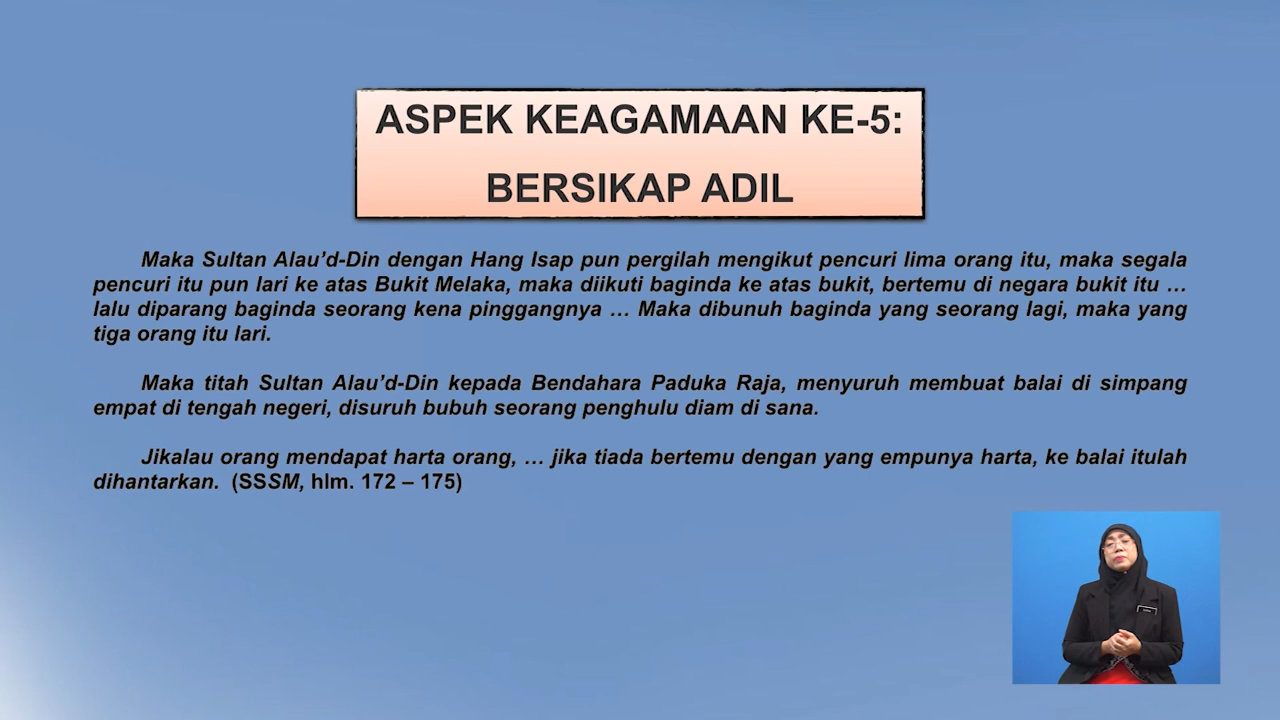 ASPEK KEAGAMAAN KE-5:
BERSIKAP ADIL
Maka Sultan Alau’d-Din dengan Hang Isap pun pergilah mengikut pencuri lima orang itu, maka segala
pencuri itu pun lari ke atas Bukit Melaka, maka diikuti baginda ke atas bukit, bertemu di negara bukit itu …
lalu diparang baginda seorang kena pinggangnya … Maka dibunuh baginda yang seorang lagi, maka yang
tiga orang itu lari.
Maka titah Sultan Alau’d-Din kepada Bendahara Paduka Raja, menyuruh membuat balai di simpang
empat di tengah negeri, disuruh bubuh seorang penghulu diam di sana.
Jikalau orang mendapat harta orang, … jika tiada bertemu dengan yang empunya harta, ke balai itulah
dihantarkan. (SSSM, hlm. 172 – 175)